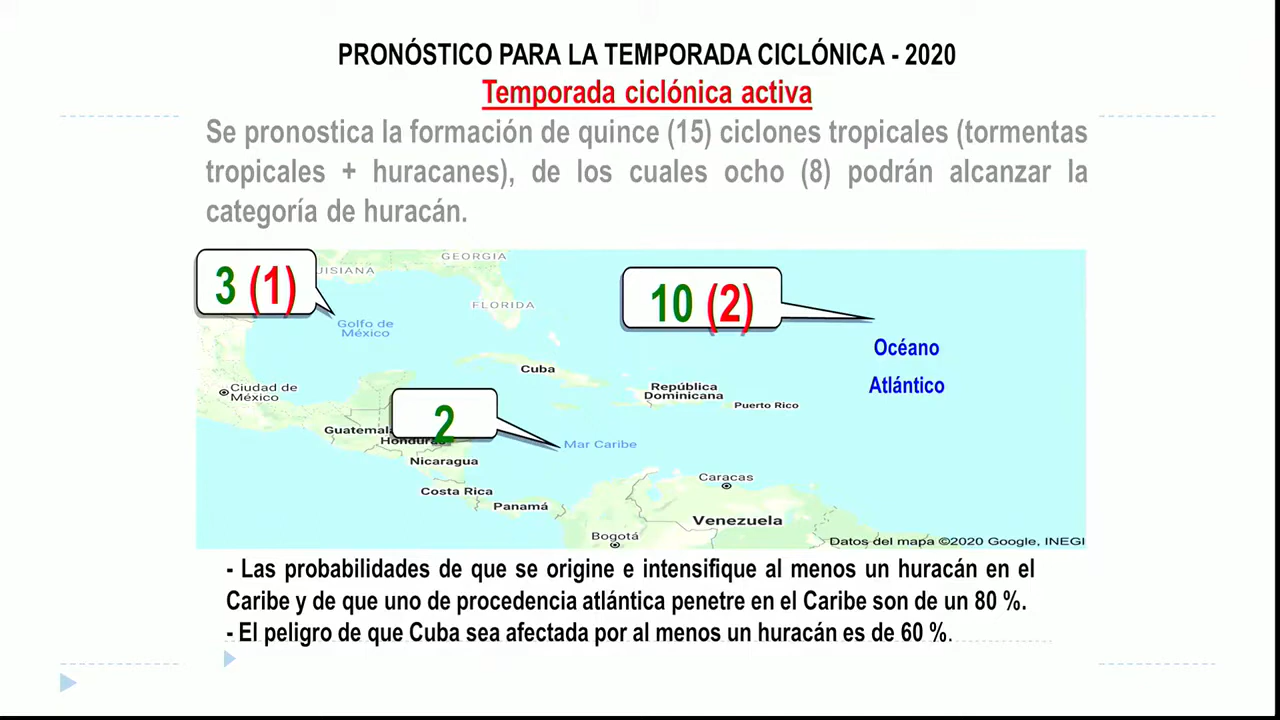 PRONÓSTICO PARA LA TEMPORADA CICLÓNICA - 2020
Temporada ciclónica activa
Se pronostica la formación de quince (15) ciclones tropicales (tormentas
tropicales + huracanes), de los cuales ocho (8) podrán alcanzar la
categoría de huracán.
GEORGIA
UISIANA
3 (1)
10 (2)
FLORIDA
Golfo de
México
Océano
Atlántico
Cuba
Ciudad de
México
República
Dominicana
Puerto Rico
2
Guatemal
Honduras
Mar Caribe
Nicaragua
Caracas
Costa Rica
Panamá
Venezuela
Bogotá
Datos del mapa ©2020 Google, INEGI
- Las probabilidades de que se origine e intensifique al menos un huracán en el
Caribe y de que uno de procedencia atlántica penetre en el Caribe son de un 80 %.
- El peligro de que Cuba sea afectada por al menos un huracán es de 60 %.